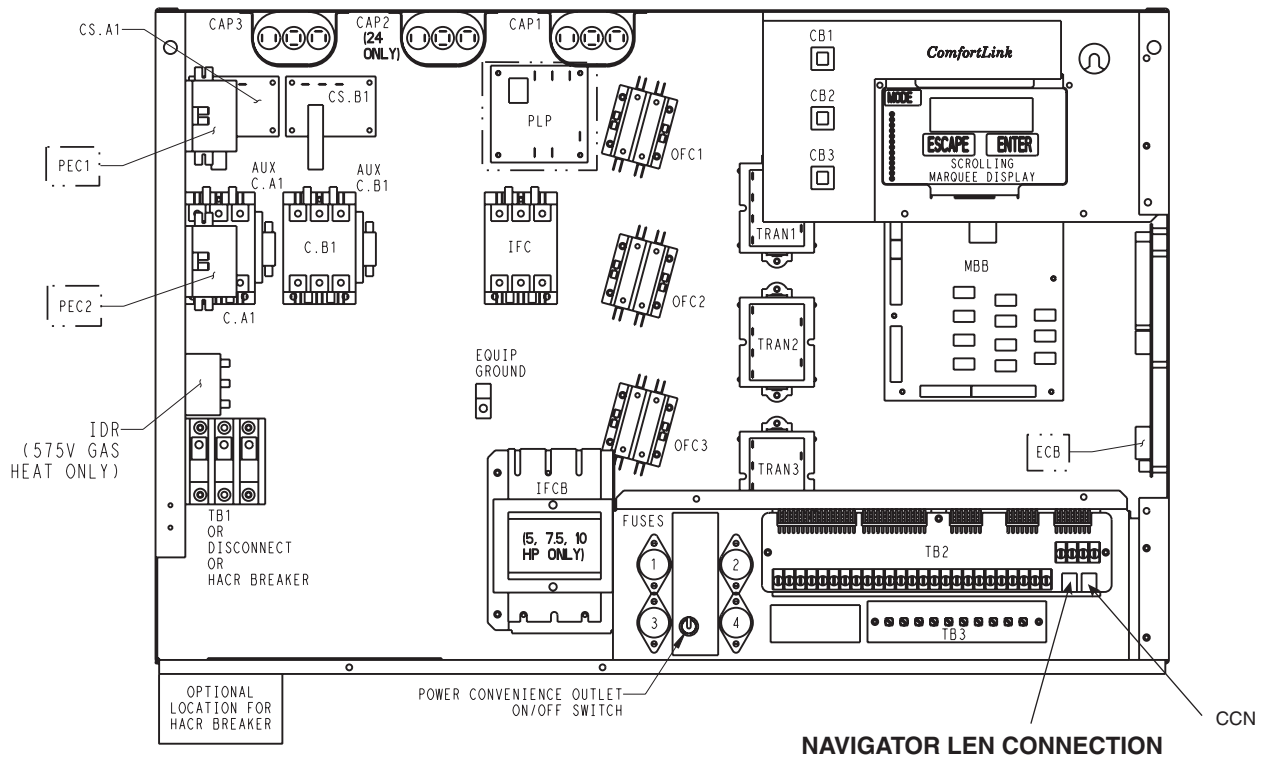 CAP3
CAP2
(24
ONLY)
CAP1
CS.A1
CS.B1
PLP
OFC1
CB1
CB2
CB3
ComfortLink
MODE
ESCAPE
ENTER
SCROLLING
MARQUEE DISPLAY
PEC1
AUX
C.A1
AUX
C.B1
C.B1
IFC
TRAN1
MBB
PEC2
C.A1
OFC2
TRAN2
EQUIP
GROUND
IDR
(575V GAS
HEAT ONLY)
OFC3
TRAN3
ECB
TB1
OR
DISCONNECT
OR
HACR BREAKER
IFCB
(5, 7.5, 10
HP ONLY)
FUSES
1
2
3
4
TB2
TB3
OPTIONAL
LOCATION FOR
HACR BREAKER
POWER CONVENIENCE OUTLET
ON/OFF SWITCH
CCN
NAVIGATOR LEN CONNECTION